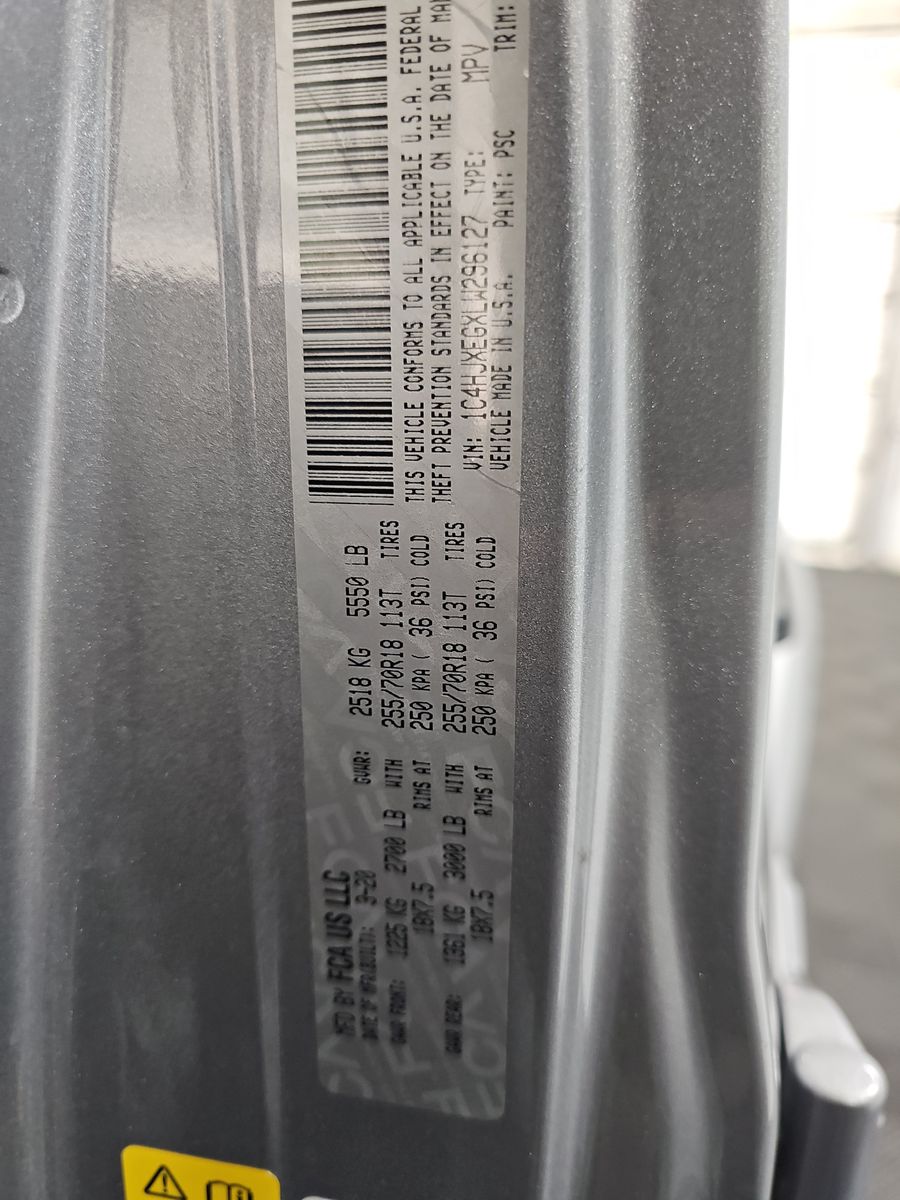 MFD BY FCA US LLC
DATE OF MFR(BUILT): 9-20 GVWR: 2518 KG 5550 LB
GAWR FRONT: 1225 KG 2700 LB WITH 255/70R18 113T TIRES
18X7.5 RIMS AT 250 KPA ( 36 PSI) COLD
GAWR REAR: 1361 KG 3000 LB WITH 255/70R18 113T TIRES
18X7.5 RIMS AT 250 KPA ( 36 PSI) COLD
THIS VEHICLE CONFORMS TO ALL APPLICABLE U.S.A. FEDERAL
THEFT PREVENTION STANDARDS IN EFFECT ON THE DATE OF
VIN: 1C4HJXEGXLW296127 TYPE: MPV
VEHICLE MADE IN U.S.A. PAINT: PSC TRIM: